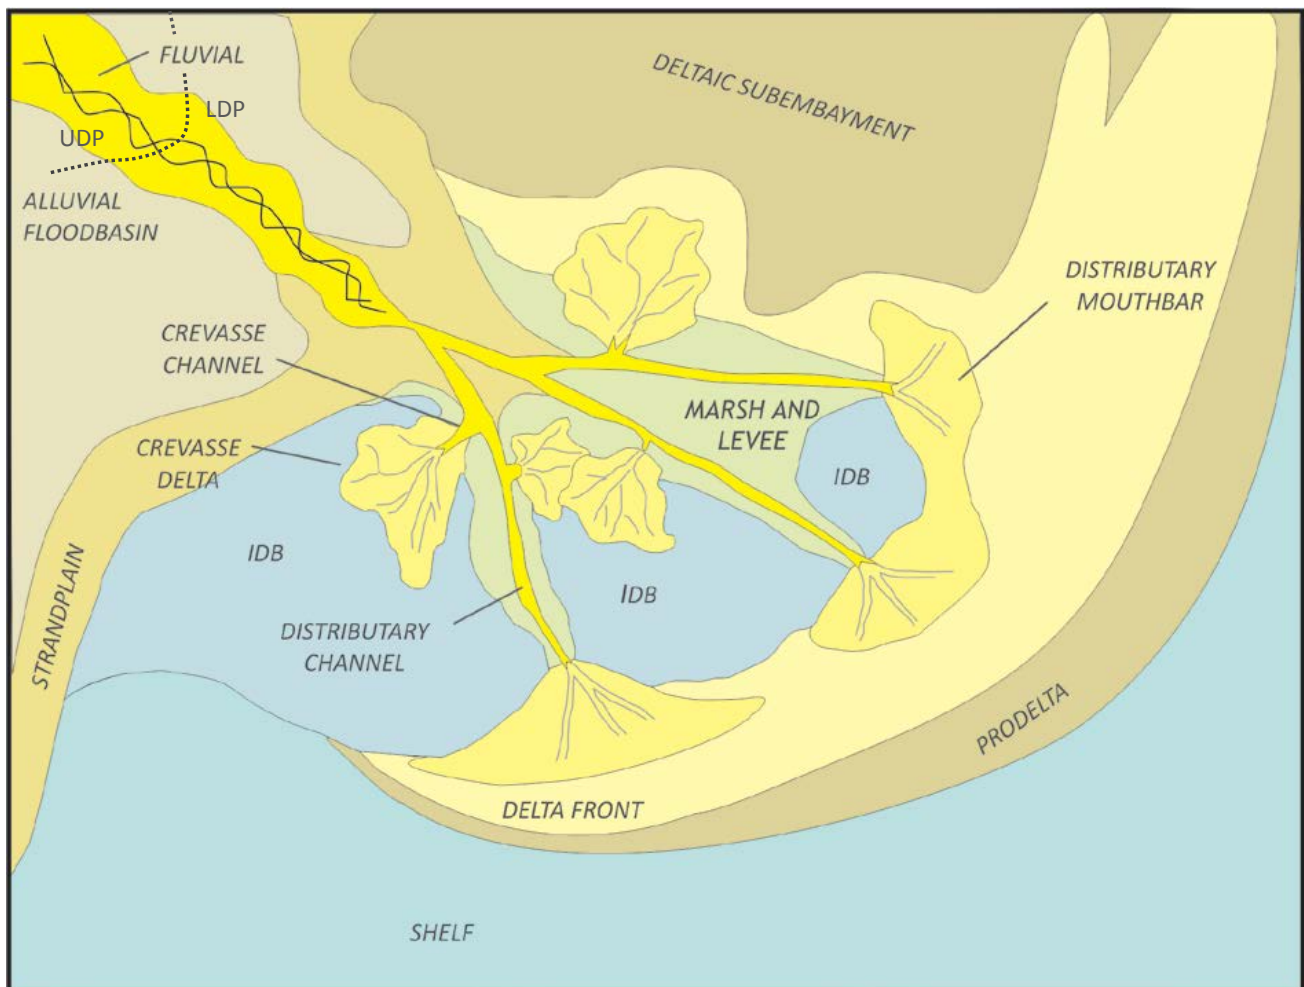 FLUVIAL
LDP
UDP
DELTAIC SUBEMBAYMENT
ALLUVIAL
FLOODBASIN
DISTRIBUTARY
MOUTHBAR
CREVASSE
CHANNEL
MARSH AND
LEVEE
CREVASSE
DELTA
IDB
IDB
IDB
STRANDPLAIN
DISTRIBUTARY
CHANNEL
PRODELTA
DELTA FRONT
SHELF